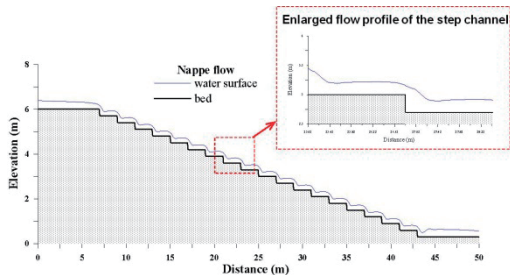 Enlarged flow profile of the step channel
Elevation (m)
Distance (m)
Nappe flow
water surface
bed
Elevation (m)
8
6
4
2
0
0 5 10 15 20 25 30 35 40 45 50
Distance (m)